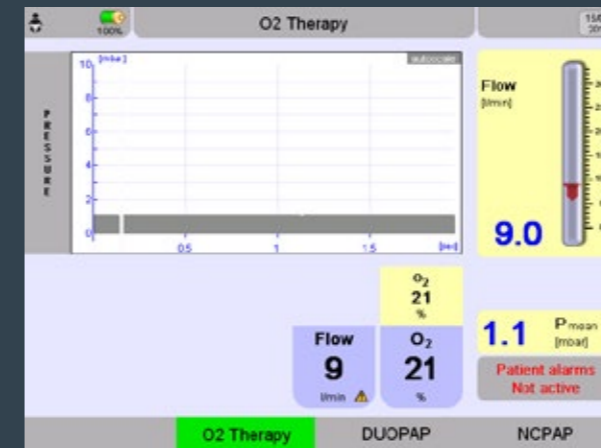 100%
O2 Therapy
[mbar]
autoscale
10
8
6
4
2
0
0.5
1
1.5
[sec]
PRESSURE
Flow
[l/min]
9.0
O2
21
%
Flow
9
l/min
O2
21
%
1.1
P mean
[mbar]
Patient alarms
Not active
O2 Therapy
DUOPAP
NCPAP